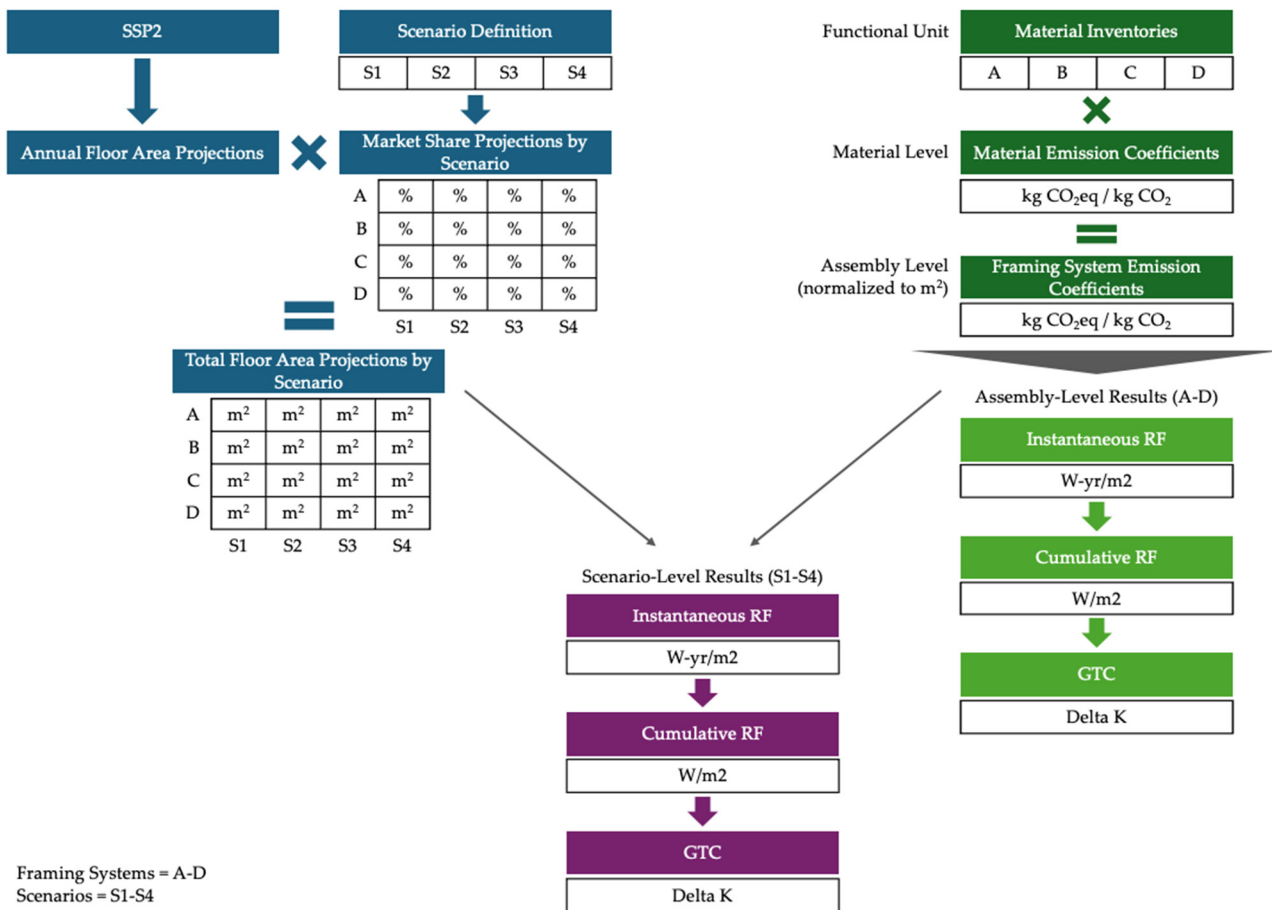 SSP2
Scenario Definition
S1 S2 S3 S4
Annual Floor Area Projections
Market Share Projections by
Scenario
A % % % %
B % % % %
C % % % %
D % % % %
S1 S2 S3 S4
Total Floor Area Projections by
Scenario
A m² m² m² m²
B m² m² m² m²
C m² m² m² m²
D m² m² m² m²
S1 S2 S3 S4
Functional Unit
Material Inventories
A B C D
Material Level
Material Emission Coefficients
kg CO₂eq / kg CO₂
Assembly Level
(normalized to m²)
Framing System Emission
Coefficients
kg CO₂eq / kg CO₂
Assembly-Level Results (A-D)
Instantaneous RF
W-yr/m2
Cumulative RF
W/m2
GTC
Delta K
Scenario-Level Results (S1-S4)
Instantaneous RF
W-yr/m2
Cumulative RF
W/m2
GTC
Delta K
Framing Systems = A-D
Scenarios = S1-S4